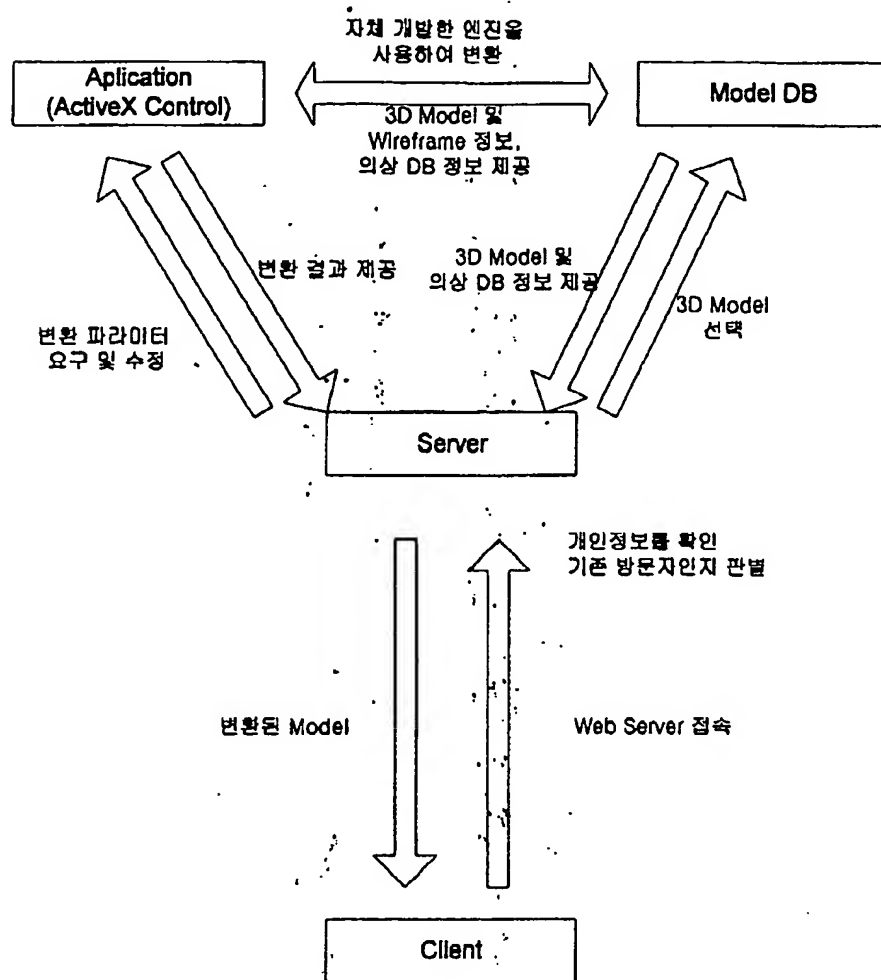 자체 개발한 엔진을
사용하여 변환
Aplication
(ActiveX Control)
Model DB
3D Model 및
Wireframe 정보,
의상 DB 정보 제공
변환 결과 제공
3D Model 및
의상 DB 정보 제공
3D Model
선택
변환 파라미터
요구 및 수정
Server
개인정보를 확인
기존 방문자인지 판별
변환된 Model
Web Server 접속
Client